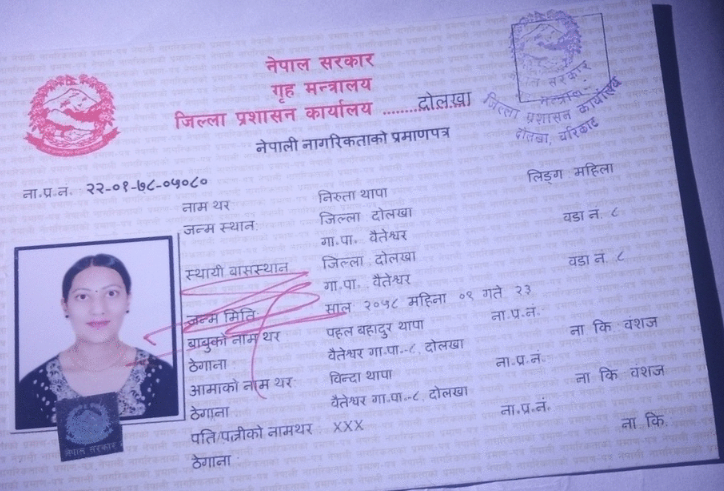 नेपाल सरकार
गृह मन्त्रालय
जिल्ला प्रशासन कार्यालय ..............दोलखा
नेपाली नागरिकताको प्रमाणपत्र
नेपाल सरकार
जिल्ला प्रशासन कार्यालय
दोलखा, चरिकोट
ना.प्र.न. २२-०१-७८-०५०८०
लिङ्ग महिला
नाम थर: निरुता थापा
जन्म स्थान: जिल्ला दोलखा वडा नं. ८
गा.पा. वैतेश्वर
स्थायी बासस्थान जिल्ला दोलखा वडा नं. ८
गा.पा. वैतेश्वर
जन्म मिति: साल २०५८ महिना ०९ गते २३
बाबुको नाम थर पहल बहादुर थापा ना.प्र.नं.
ठेगाना: वैतेश्वर गा.पा.-८, दोलखा ना कि वंशज
आमाको नाम थर: विन्दा थापा ना.प्र.नं.
ठेगाना वैतेश्वर गा.पा.-८, दोलखा ना कि वंशज
पति/पत्नीको नामथर : XXX ना.प्र.नं.
ठेगाना: ना कि.
नेपाल सरकार